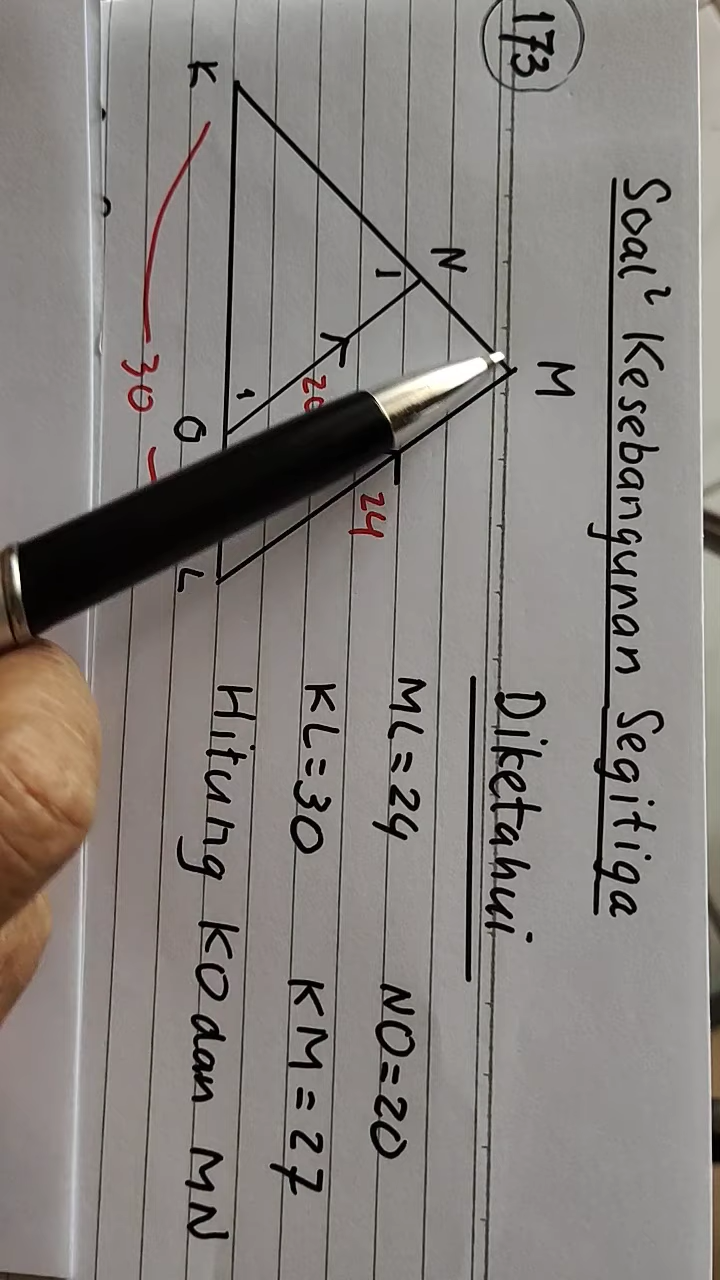 173
Soal² Kesebangunan Segitiga
M
N
1
K
1
O
L
20
24
30
Diketahui
ML = 24 NO = 20
KL = 30 KM = 27
Hitung KO dan MN